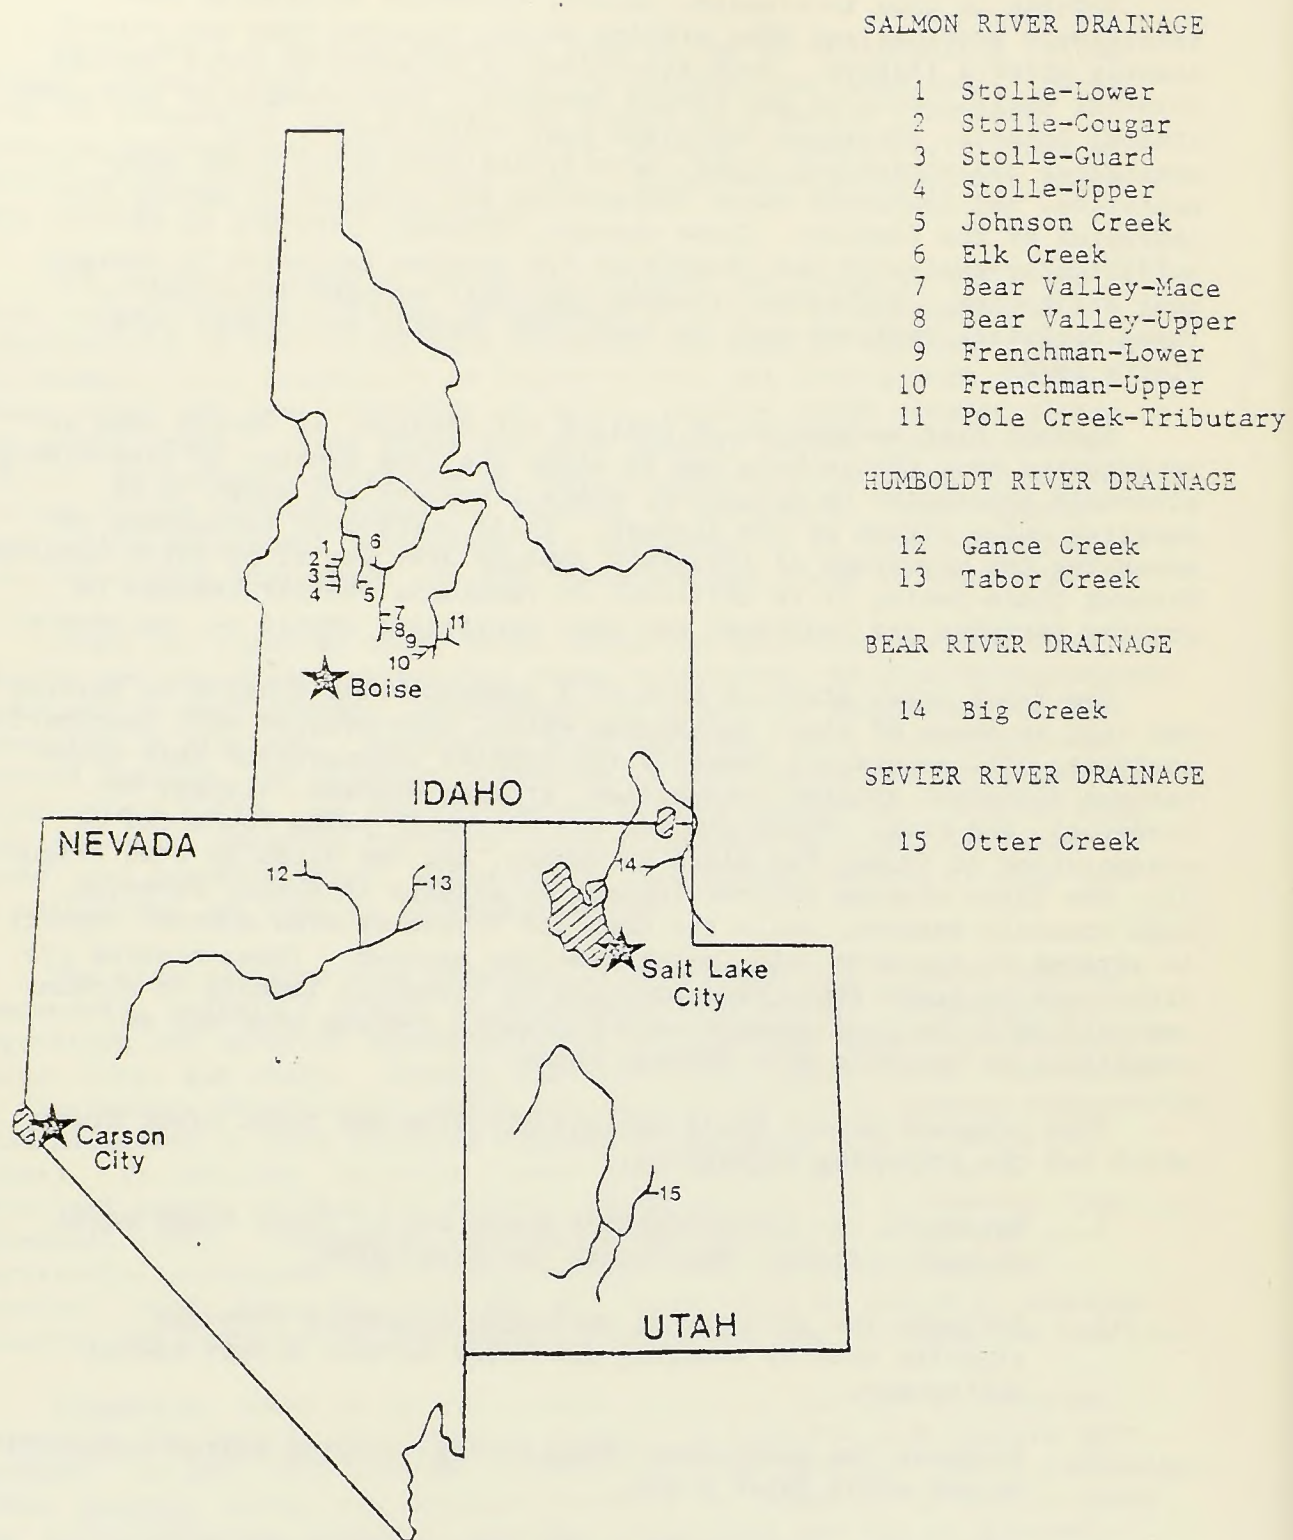 SALMON RIVER DRAINAGE
1 Stolle-Lower
2 Stolle-Cougar
3 Stolle-Guard
4 Stolle-Upper
5 Johnson Creek
6 Elk Creek
7 Bear Valley-Mace
8 Bear Valley-Upper
9 Frenchman-Lower
10 Frenchman-Upper
11 Pole Creek-Tributary
HUMBOLDT RIVER DRAINAGE
12 Gance Creek
13 Tabor Creek
BEAR RIVER DRAINAGE
14 Big Creek
SEVIER RIVER DRAINAGE
15 Otter Creek
1
2
3
4
5
6
7
8
9
10
11
Boise
IDAHO
NEVADA
12
13
14
Salt Lake
City
Carson
City
15
UTAH